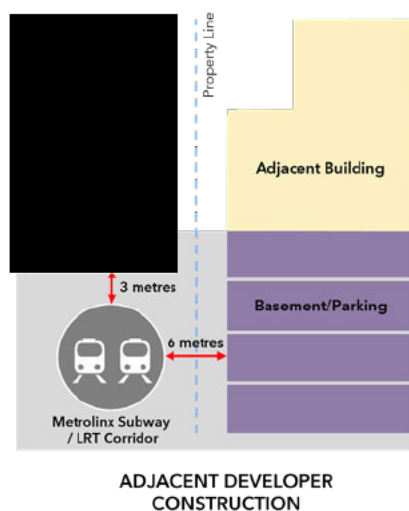 Property Line
Adjacent Building
3 metres
Basement/Parking
6 metres
Metrolinx Subway
/ LRT Corridor
ADJACENT DEVELOPER
CONSTRUCTION